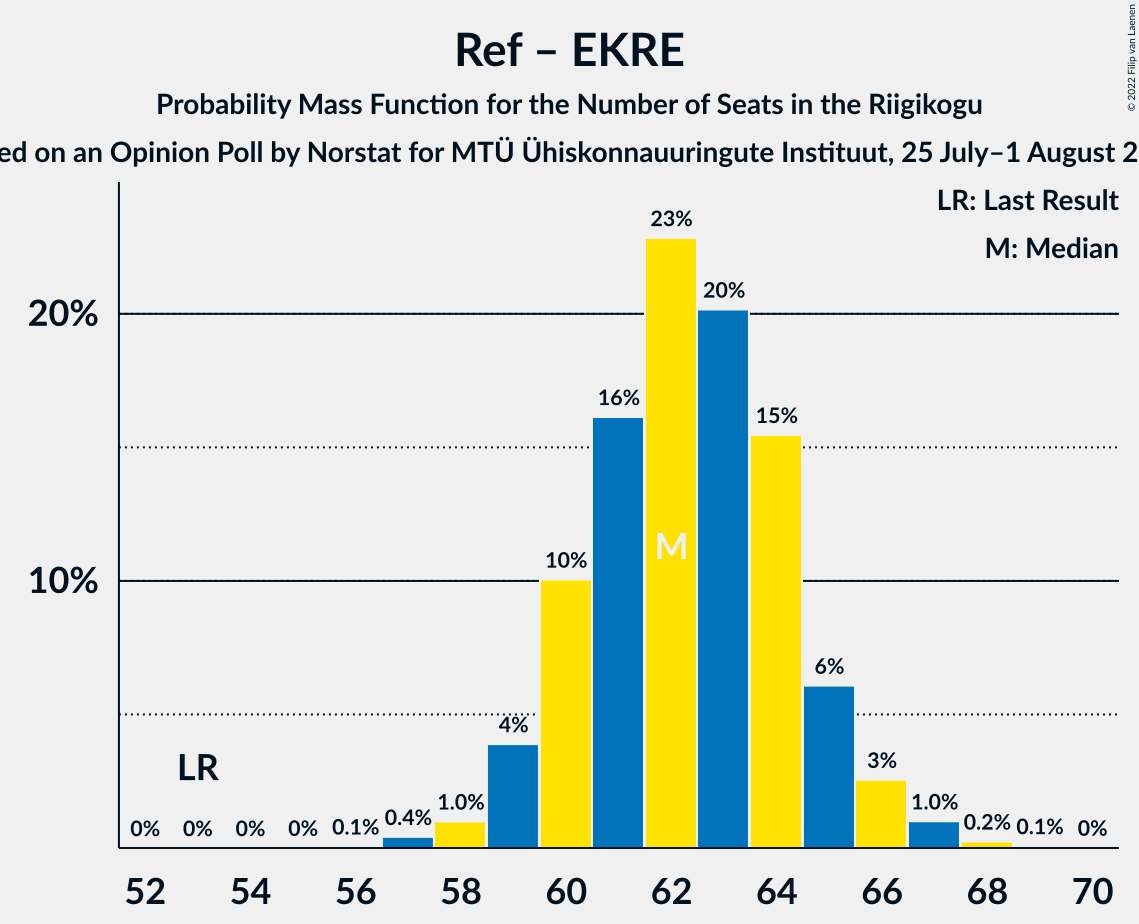 Ref – EKRE
Probability Mass Function for the Number of Seats in the Riigikogu
ed on an Opinion Poll by Norstat for MTÜ Ühiskonnauuringute Instituut, 25 July–1 August 2
© 2022 Filip van Laenen
LR: Last Result
M: Median
23%
20%
20%
16%
15%
M
10%
10%
6%
4%
3%
LR
1.0%
1.0%
0% 0% 0% 0% 0.1% 0.4% 0.2% 0.1% 0%
52 54 56 58 60 62 64 66 68 70